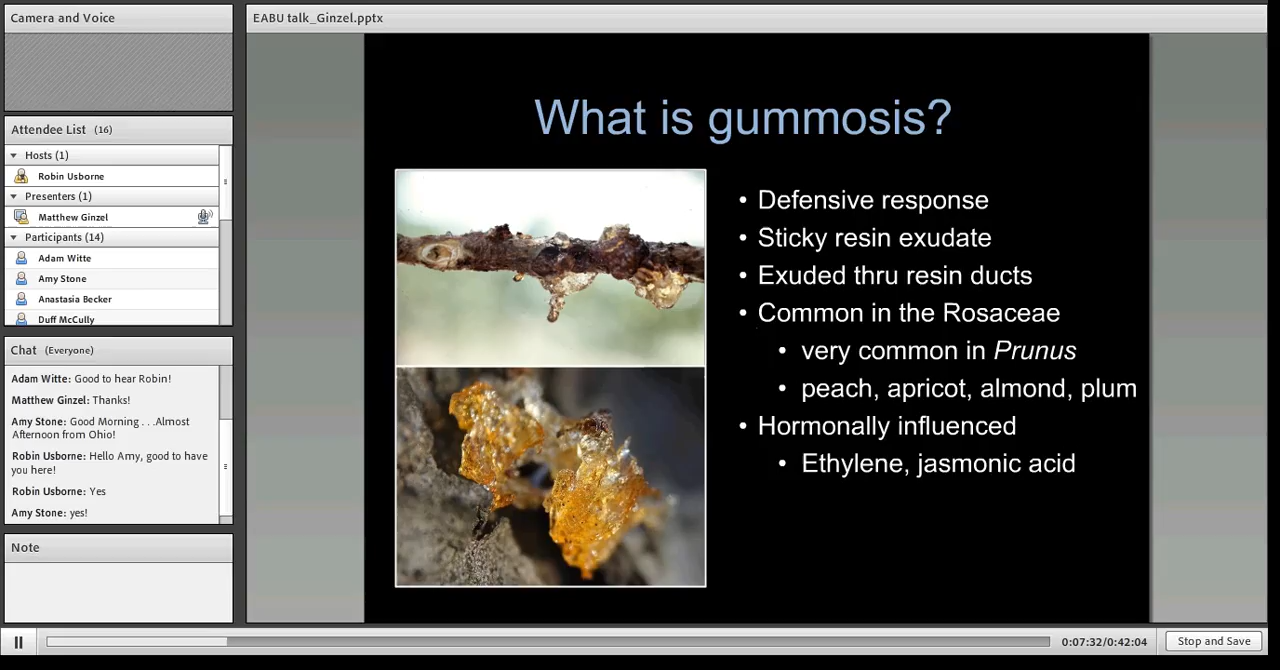 Camera and Voice
Attendee List (16)
Hosts (1)
Robin Usborne
Presenters (1)
Matthew Ginzel
Participants (14)
Adam Witte
Amy Stone
Anastasia Becker
Duff McCully
Chat (Everyone)
Adam Witte: Good to hear Robin!
Matthew Ginzel: Thanks!
Amy Stone: Good Morning . . .Almost
Afternoon from Ohio!
Robin Usborne: Hello Amy, good to have
you here!
Robin Usborne: Yes
Amy Stone: yes!
Note
EABU talk_Ginzel.pptx
What is gummosis?
• Defensive response
• Sticky resin exudate
• Exuded thru resin ducts
• Common in the Rosaceae
• very common in Prunus
• peach, apricot, almond, plum
• Hormonally influenced
• Ethylene, jasmonic acid
0:07:32/0:42:04
Stop and Save